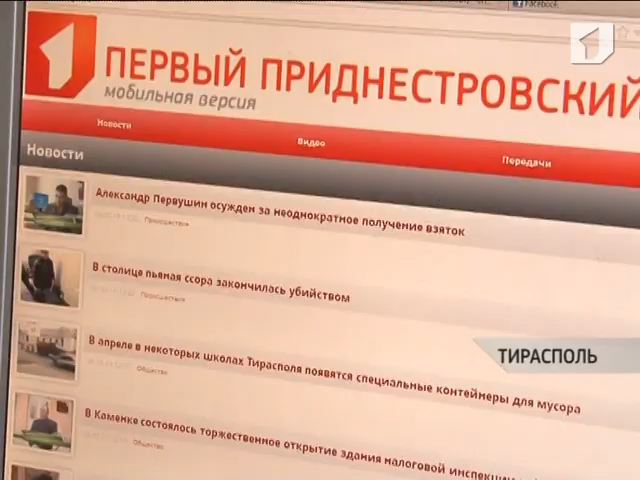 Facebook
ПЕРВЫЙ ПРИДНЕСТРОВСКИЙ
мобильная версия
Новости
Видео
Передачи
Новости
Александр Первушин осужден за неоднократное получение взяток
Происшествия
В столице пьяная ссора закончилась убийством
Происшествия
ТИРАСПОЛЬ
В апреле в некоторых школах Тирасполя появятся специальные контейнеры для мусора
Общество
В Каменке состоялось торжественное открытие здания налоговой инспекции
Общество